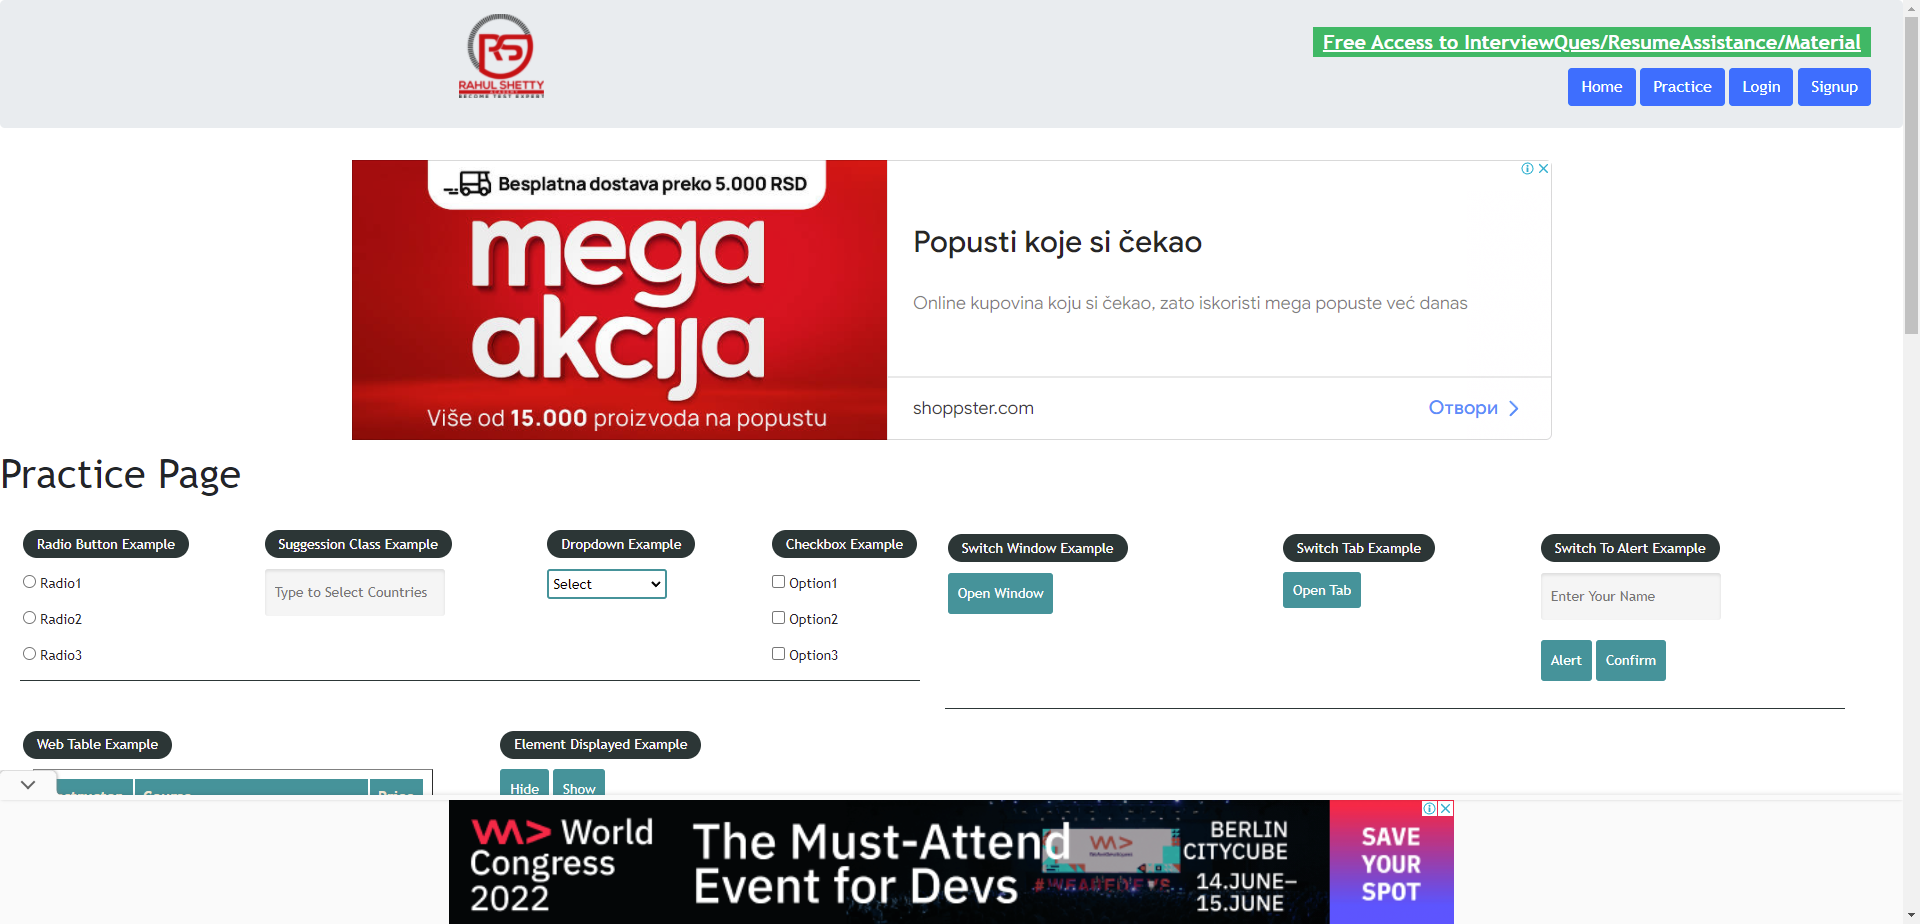 RS
RAHUL SHETTY
ACADEMY
BECOME TEST EXPERT
Free Access to InterviewQues/ResumeAssistance/Material
Home
Practice
Login
Signup
Besplatna dostava preko 5.000 RSD
mega
akcija
Više od 15.000 proizvoda na popustu
Popusti koje si čekao
Online kupovina koju si čekao, zato iskoristi mega popuste već danas
shoppster.com
Отвори
Practice Page
Radio Button Example
Radio1
Radio2
Radio3
Suggession Class Example
Type to Select Countries
Dropdown Example
Select
Checkbox Example
Option1
Option2
Option3
Switch Window Example
Open Window
Switch Tab Example
Open Tab
Switch To Alert Example
Enter Your Name
Alert
Confirm
Web Table Example
Course
Price
Element Displayed Example
Hide
Show
World
Congress
2022
The Must-Attend
Event for Devs
#WEAREDEVS
BERLIN
CITYCUBE
14.JUNE–
15.JUNE
SAVE
YOUR
SPOT